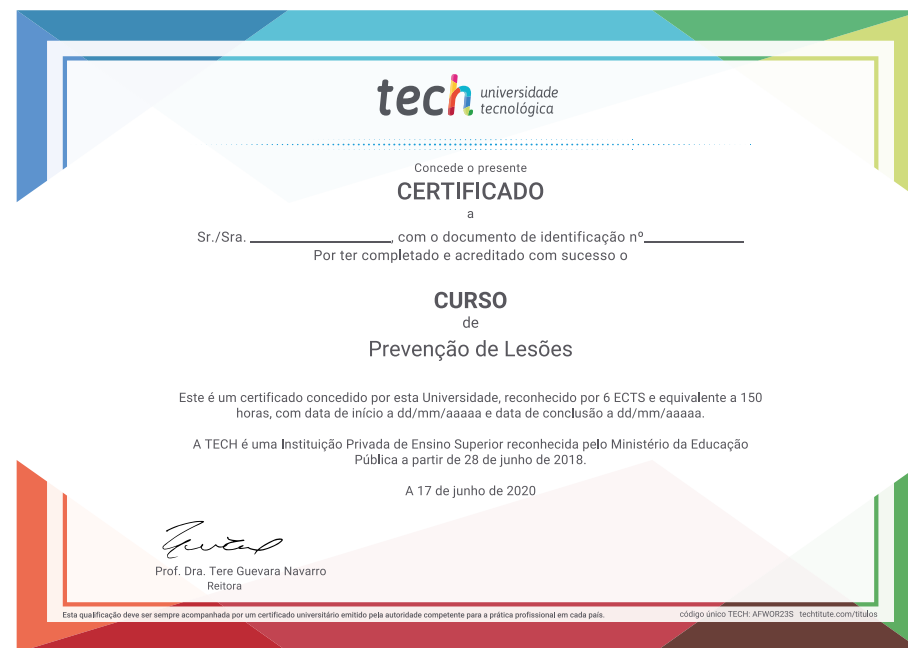 tech universidade
tecnológica
Concede o presente
CERTIFICADO
a
Sr./Sra. ____________, com o documento de identificação nº____________
Por ter completado e acreditado com sucesso o
CURSO
de
Prevenção de Lesões
Este é um certificado concedido por esta Universidade, reconhecido por 6 ECTS e equivalente a 150
horas, com data de início a dd/mm/aaaaa e data de conclusão a dd/mm/aaaaa.
A TECH é uma Instituição Privada de Ensino Superior reconhecida pelo Ministério da Educação
Pública a partir de 28 de junho de 2018.
A 17 de junho de 2020
Prof. Dra. Tere Guevara Navarro
Reitora
Esta qualificação deve ser sempre acompanhada por um certificado universitário emitido pela autoridade competente para a prática profissional em cada país.
código único TECH: AFWOR23S techtitute.com/titulos